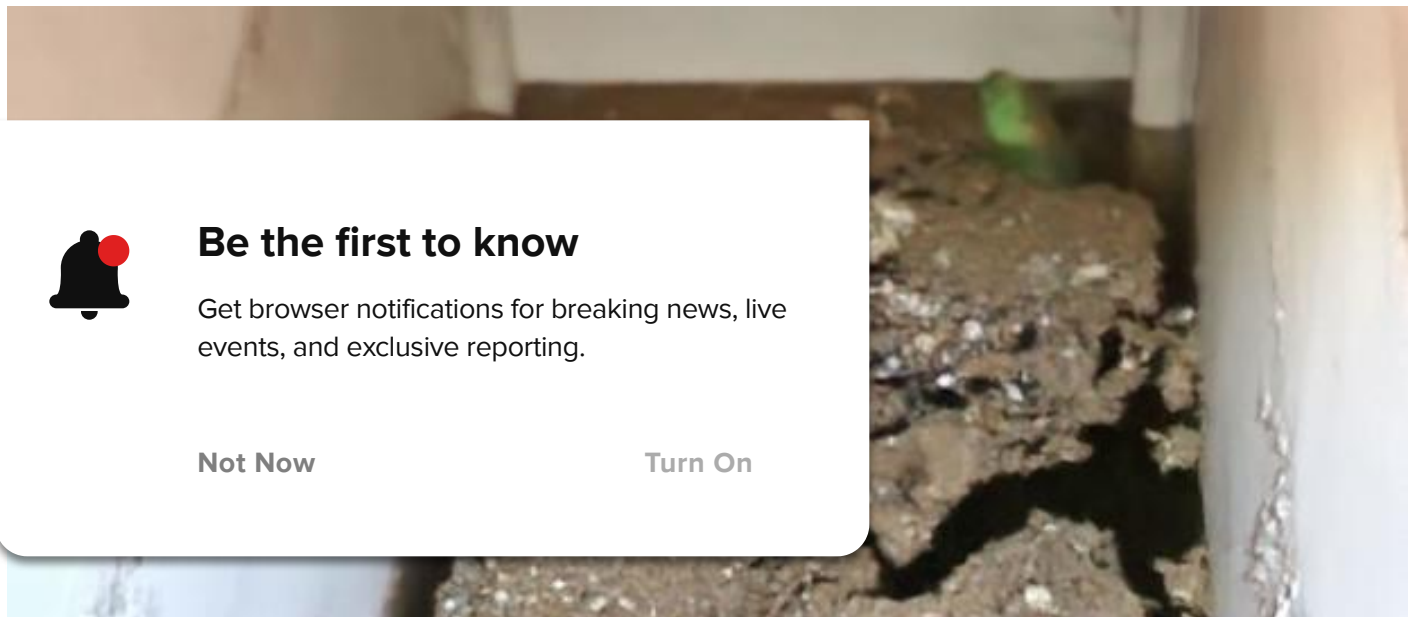 Be the first to know
Get browser notifications for breaking news, live
events, and exclusive reporting.
Not Now
Turn On